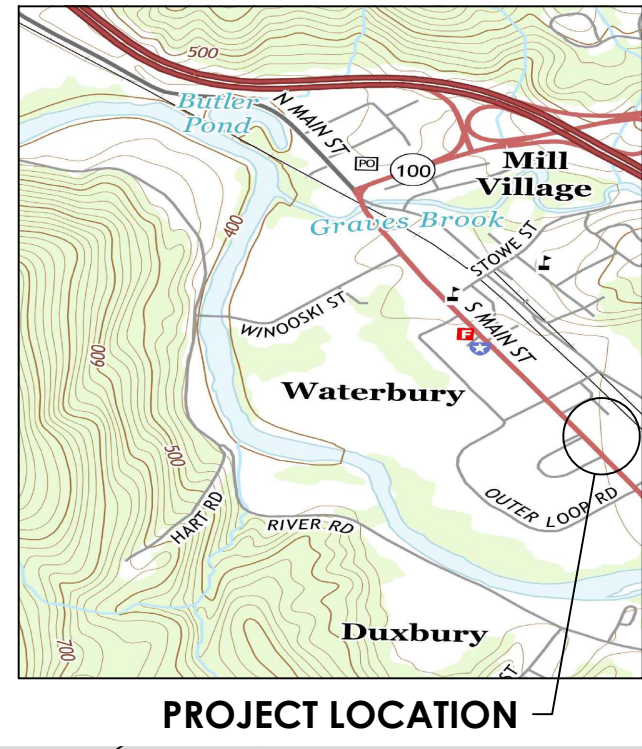 500
Butler
Pond
N MAIN ST
PO
100
Mill
Village
Graves Brook
400
STOWE ST
WINOOSKI ST
S MAIN ST
F
600
Waterbury
500
OUTER LOOP RD
HART RD
RIVER RD
Duxbury
700
ST
PROJECT LOCATION